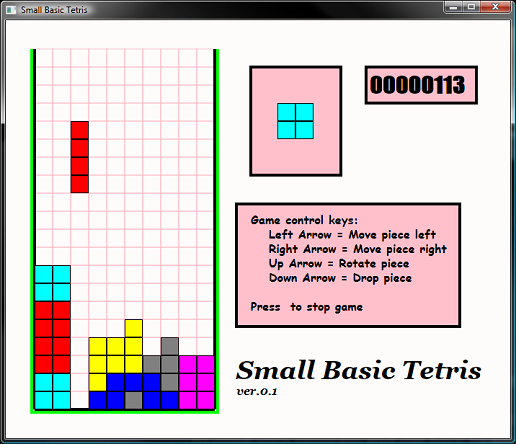 Small Basic Tetris
00000113
Game control keys:
Left Arrow = Move piece left
Right Arrow = Move piece right
Up Arrow = Rotate piece
Down Arrow = Drop piece
Press  to stop game
Small Basic Tetris
ver.0.1